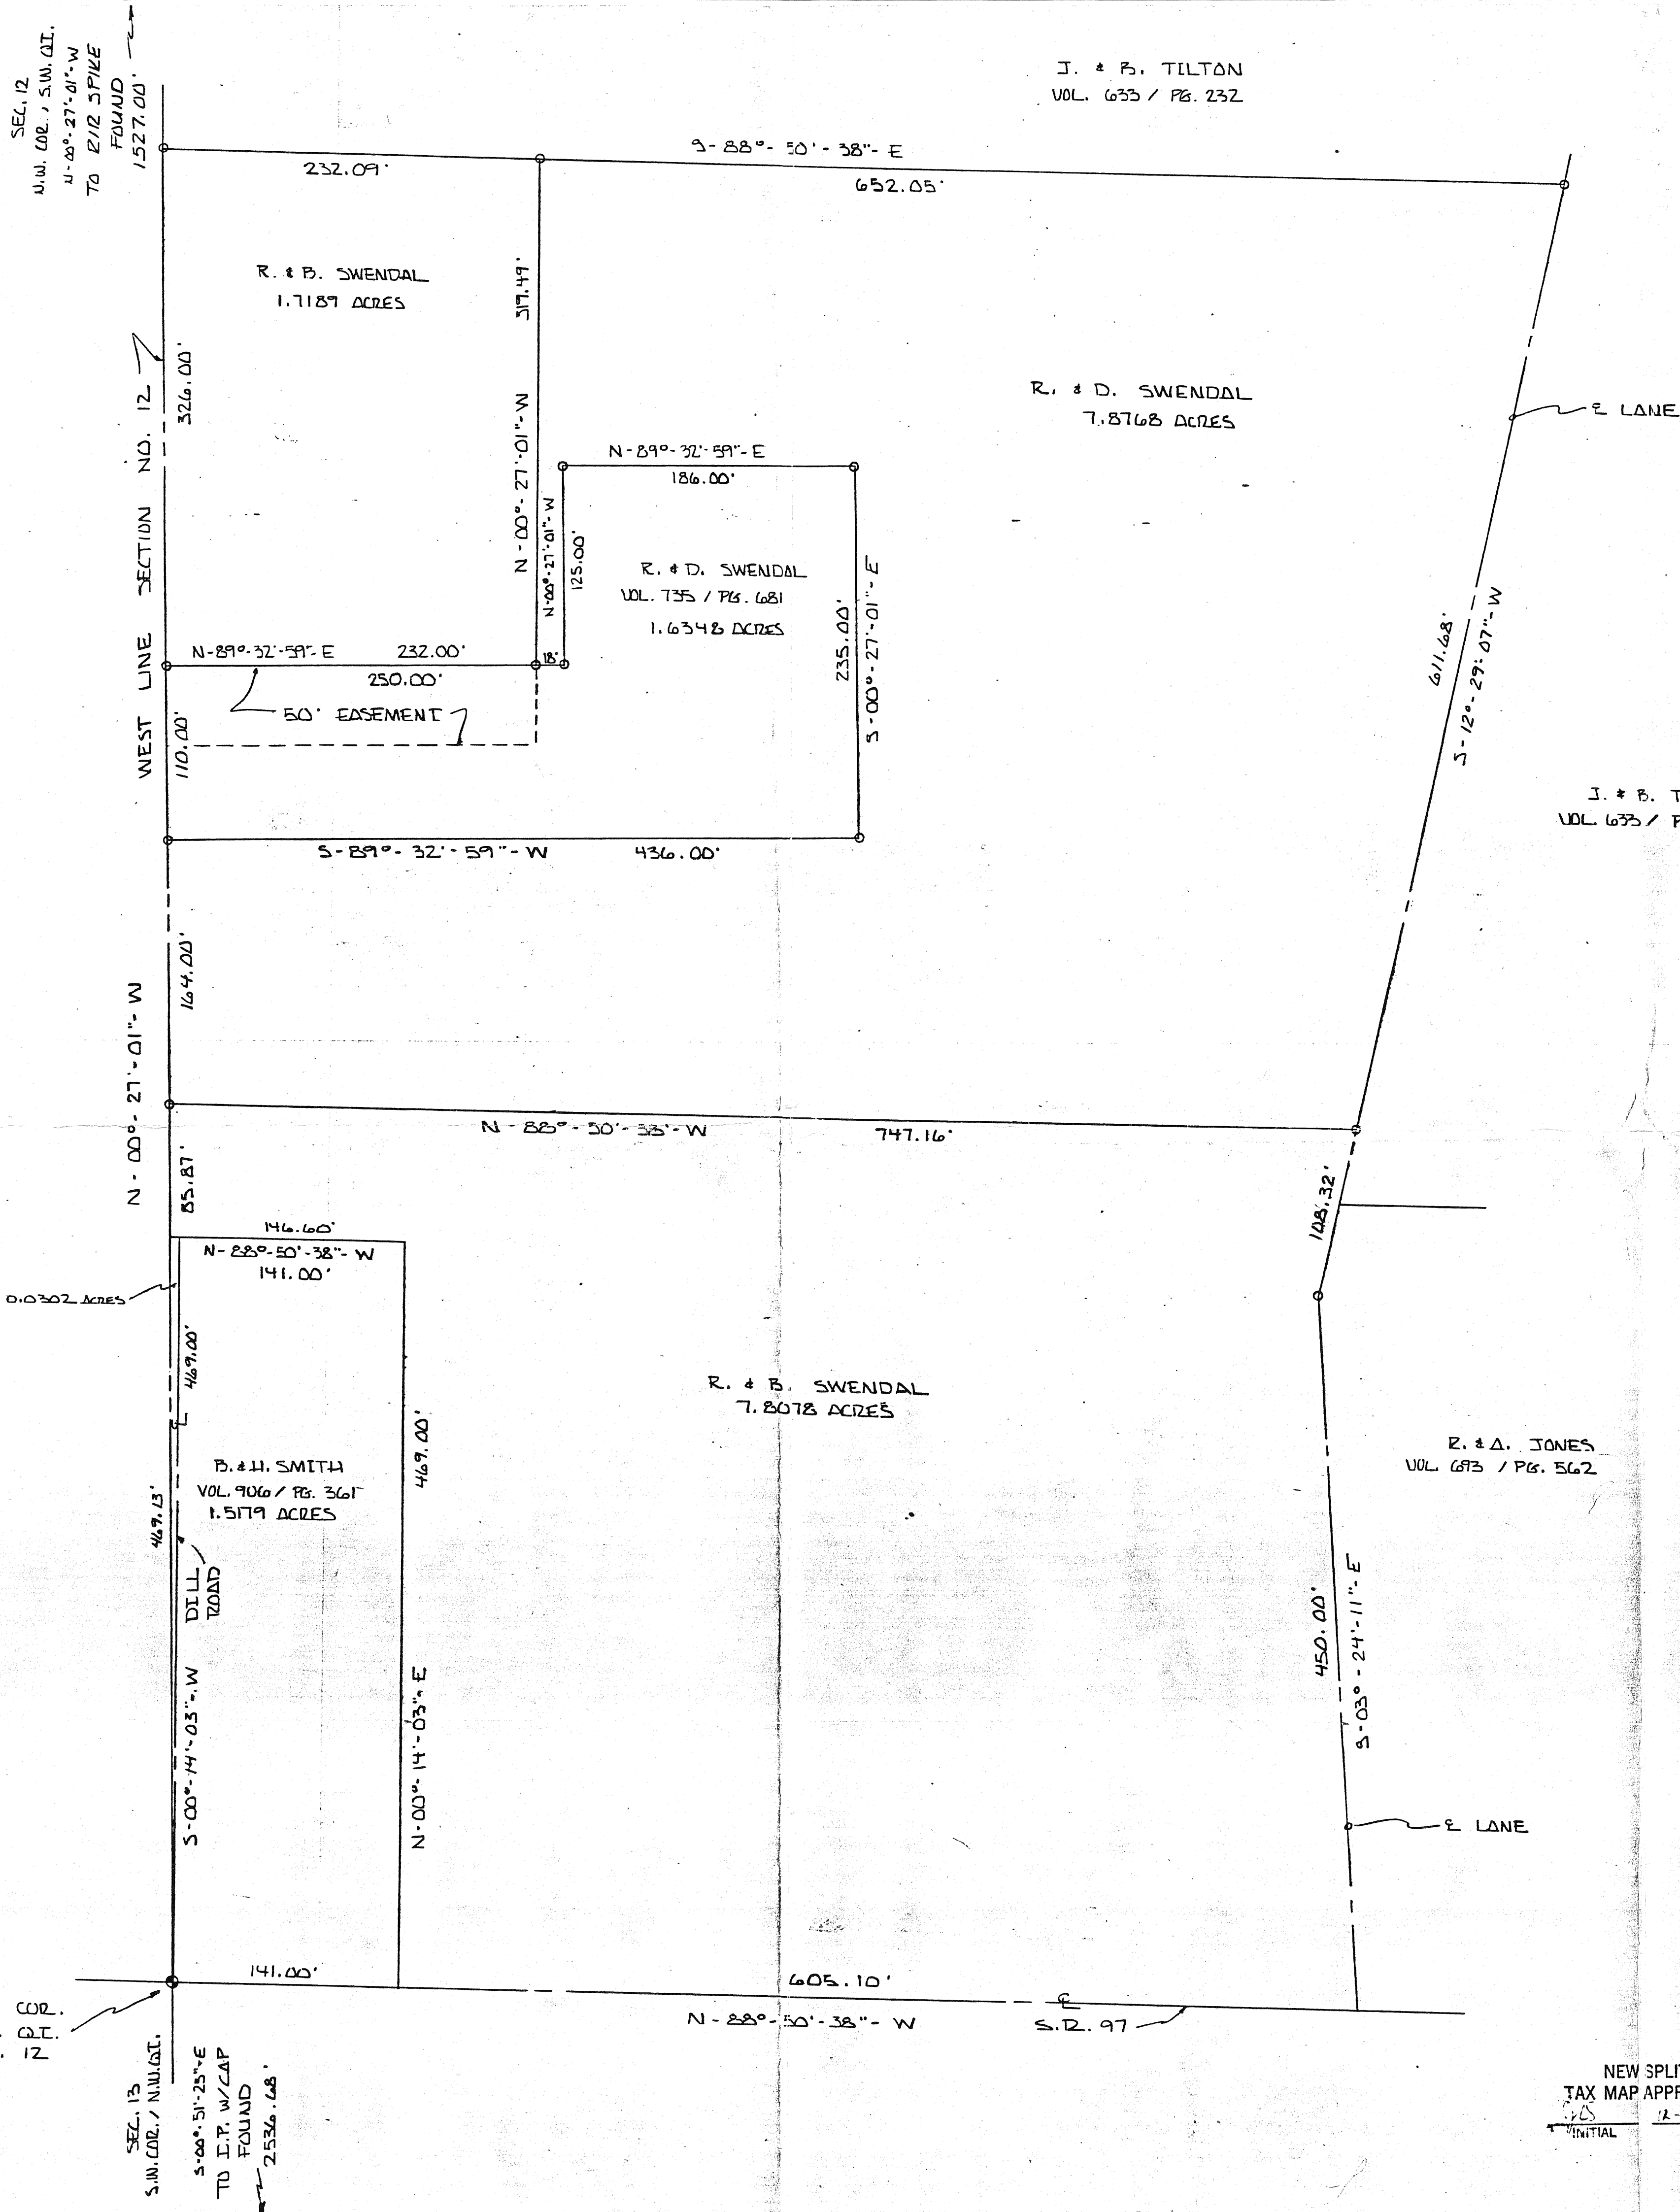 SEC. 12
N.W. COR., S.W. QT.
N-00°-27'-01"-W
TO R/R SPIKE
FOUND
1527.00'
J. & B. TILTON
VOL. 633 / PG. 232
S-88°-50'-38"-E
232.09'
652.05'
R. & B. SWENDAL
1.7189 ACRES
319.49'
N-00°-27'-01"-W
326.00'
WEST LINE SECTION NO. 12
R. & D. SWENDAL
7.8768 ACRES
℄ LANE
N-89°-32'-59"-E
186.00'
N-00°-27'-01"-W
125.00'
R. & D. SWENDAL
VOL. 735 / PG. 681
1.6348 ACRES
235.00'
S-00°-27'-01"-E
611.68'
S-12°-29'-07"-W
N-89°-32'-59"-E 232.00'
18'
250.00'
50' EASEMENT
110.00'
J. & B. T
VOL. 633 / P
S-89°-32'-59"-W 436.00'
164.00'
N-00°-27'-01"-W
N-88°-50'-38"-W 747.16'
85.87'
108.32'
146.60'
N-88°-50'-38"-W
141.00'
0.0302 ACRES
469.00'
℄
469.13'
B. & H. SMITH
VOL. 906 / PG. 361
1.5179 ACRES
469.00'
R. & B. SWENDAL
7.8078 ACRES
R. & A. JONES
VOL. 693 / PG. 562
DILL
ROAD
S-00°-14'-03"-W
N-00°-14'-03"-E
450.00'
S-03°-24'-11"-E
℄ LANE
141.00'
605.10'
℄
N-88°-50'-38"-W
S.R. 97
COR.
QT.
. 12
SEC. 13
S.W. COR. / N.W. QT.
S-00°-51'-25"-E
TO I.P. W/CAP
FOUND
2536.68'
NEW SPLI
TAX MAP APPR
12-
INITIAL